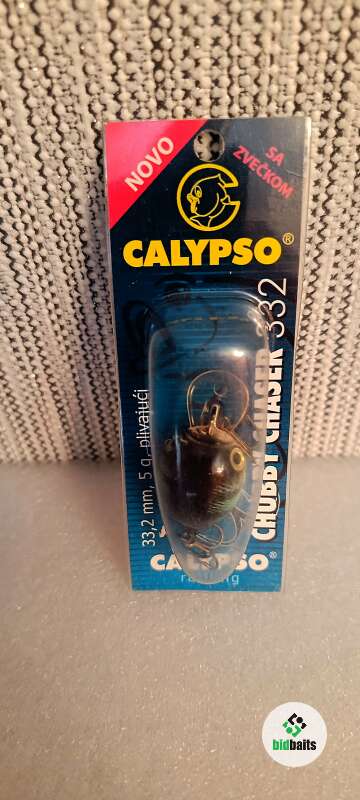 NOVO
SA
ZVEČKOM
CALYPSO®
33,2 mm, 5 g, plivajući
CHUBBY CHASER 332
CALYPSO®
bidbaits